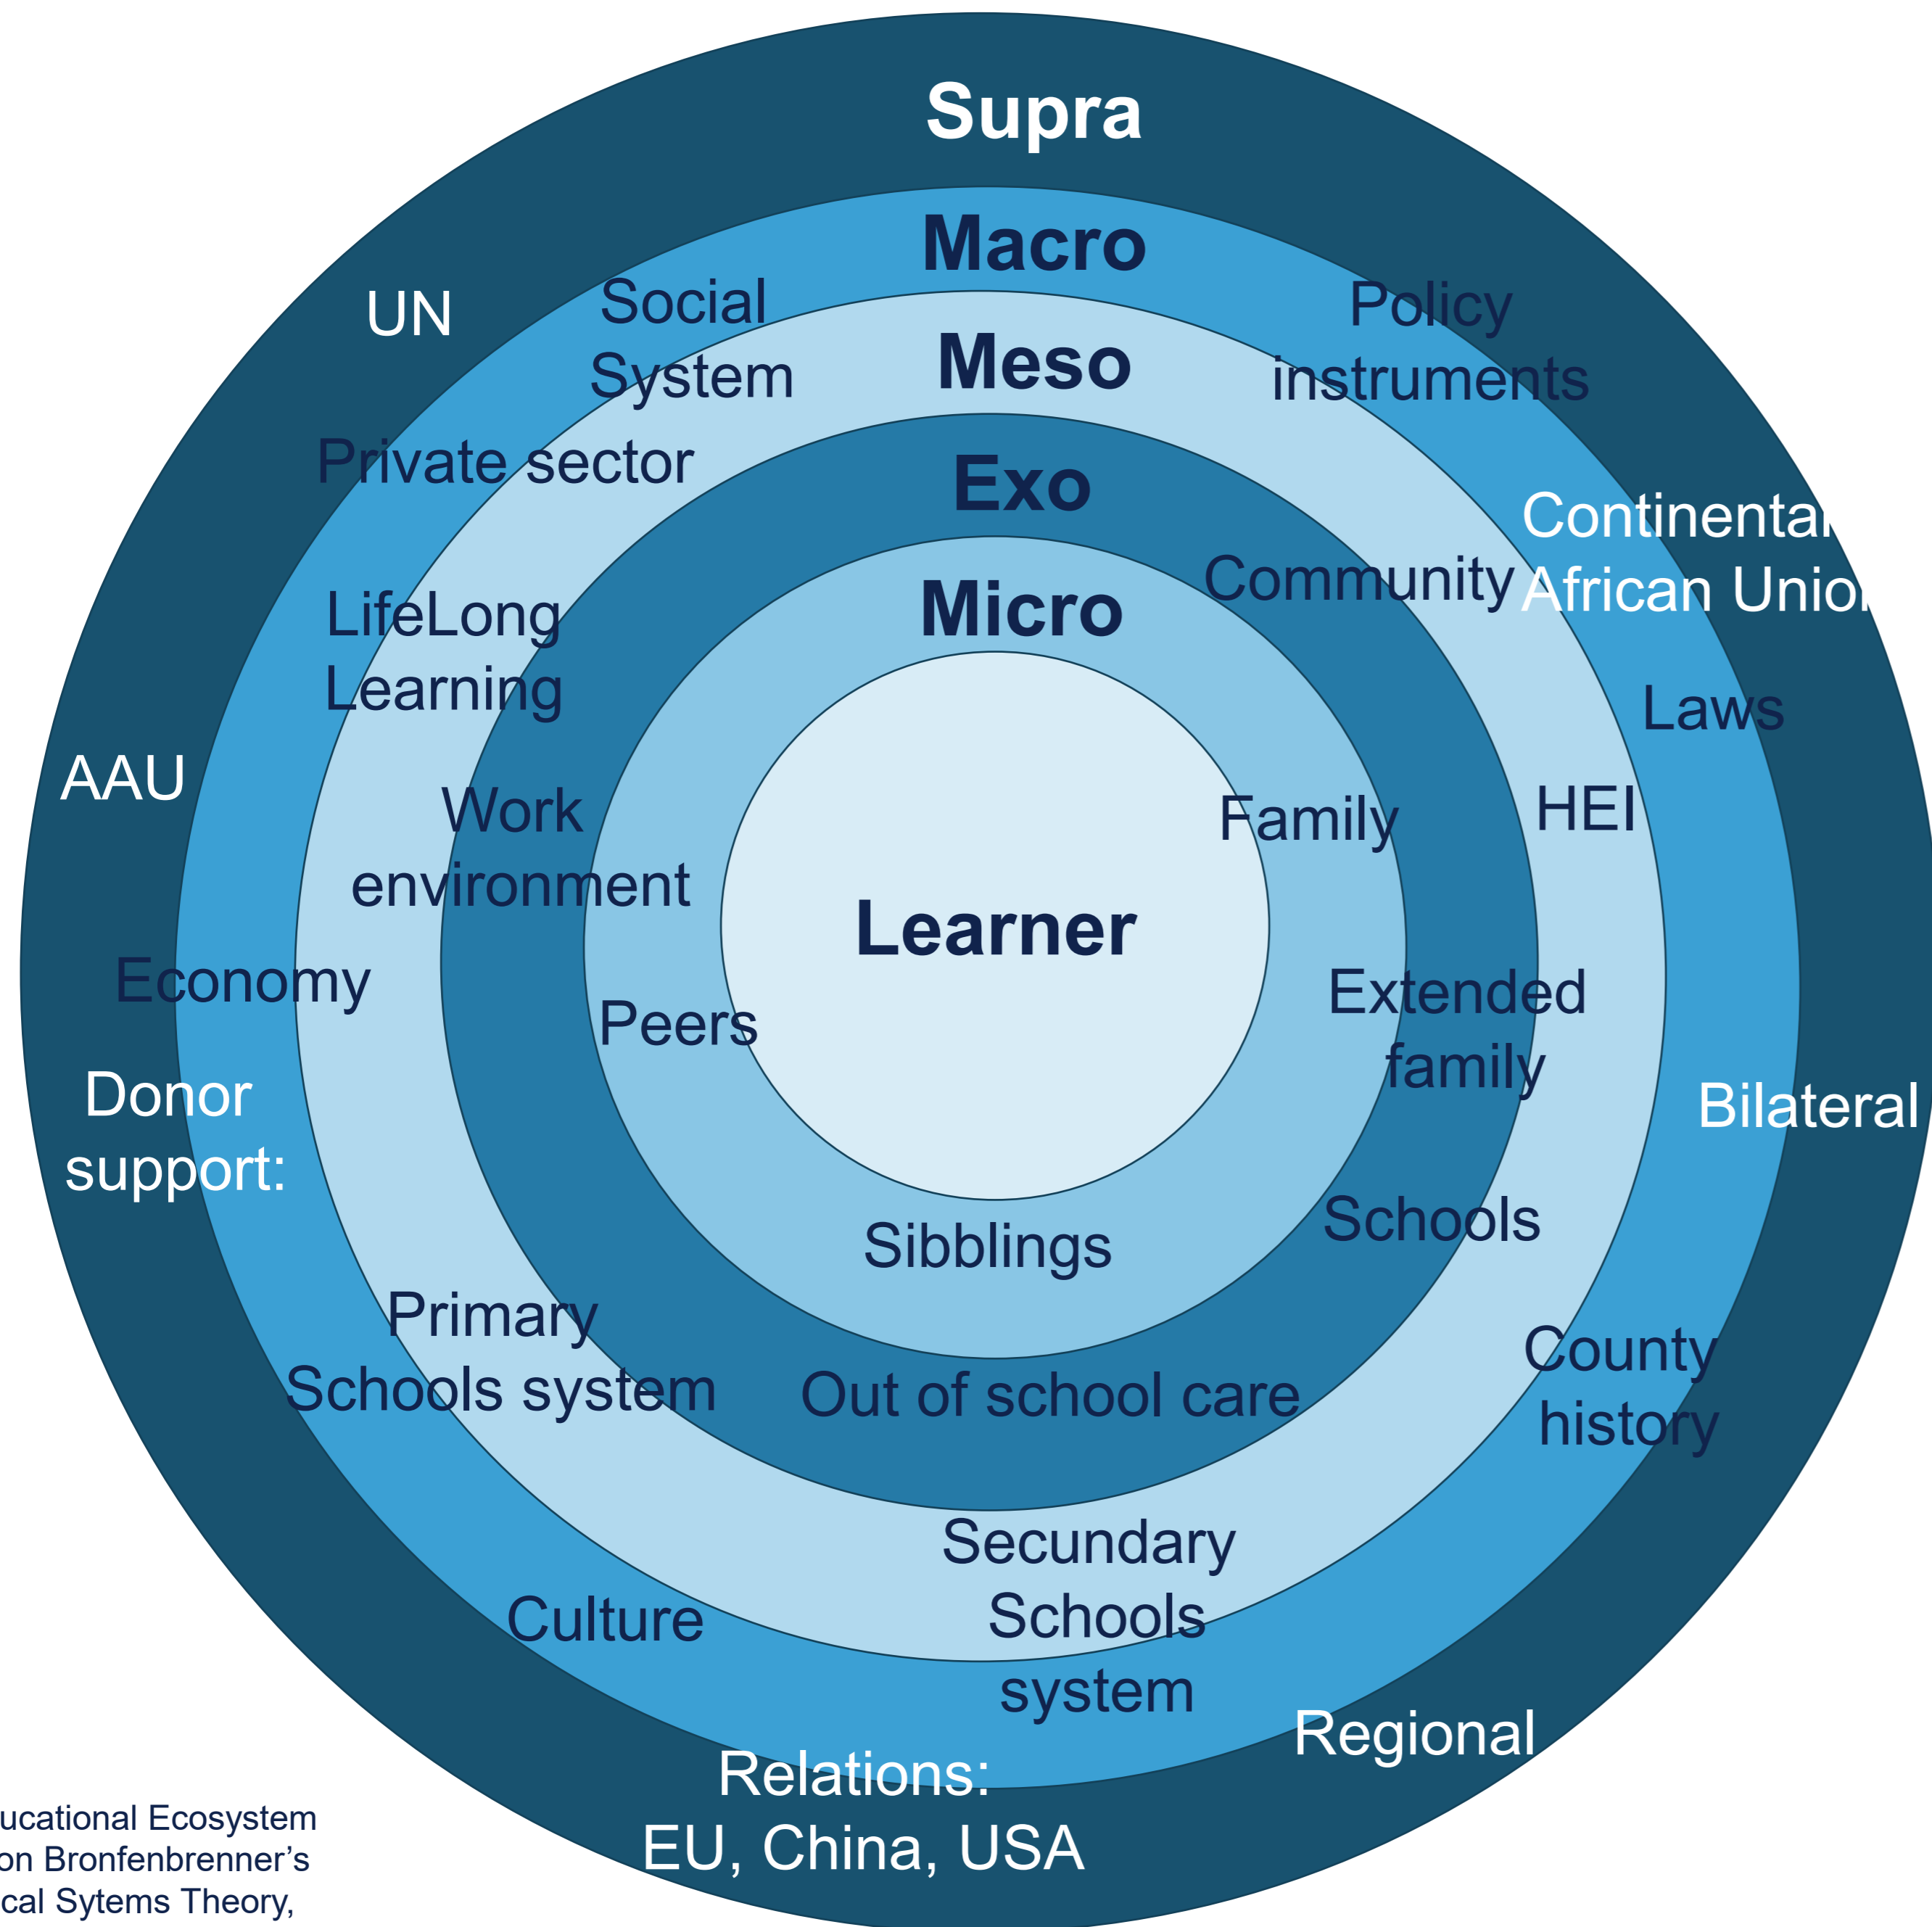 Supra
Macro
UN
Social
System
Policy
instruments
Meso
Private sector
Exo
Continental
African Union
Community
Micro
LifeLong
Learning
Laws
AAU
Work
environment
Family
HEI
Learner
Economy
Extended
family
Peers
Donor
support:
Bilateral
Schools
Sibblings
Primary
Schools system
Out of school care
County
history
Secundary
Schools
system
Culture
Regional
Relations:
EU, China, USA
ucational Ecosystem
on Bronfenbrenner’s
cal Sytems Theory,